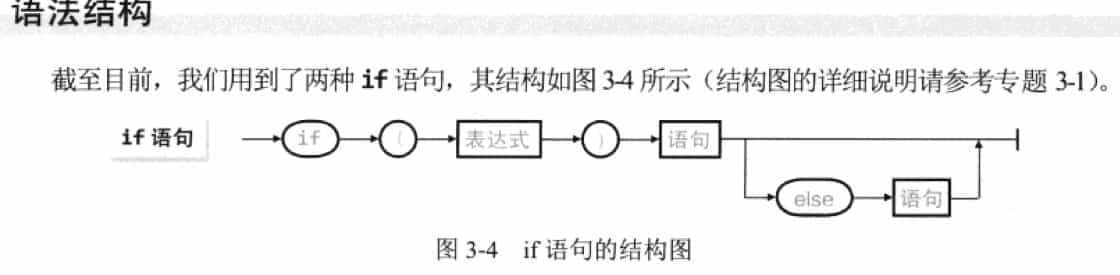 语法结构
截至目前，我们用到了两种 if 语句，其结构如图 3-4 所示（结构图的详细说明请参考专题 3-1）。
if 语句 if ( 表达式 ) 语句
else 语句
图 3-4 if 语句的结构图